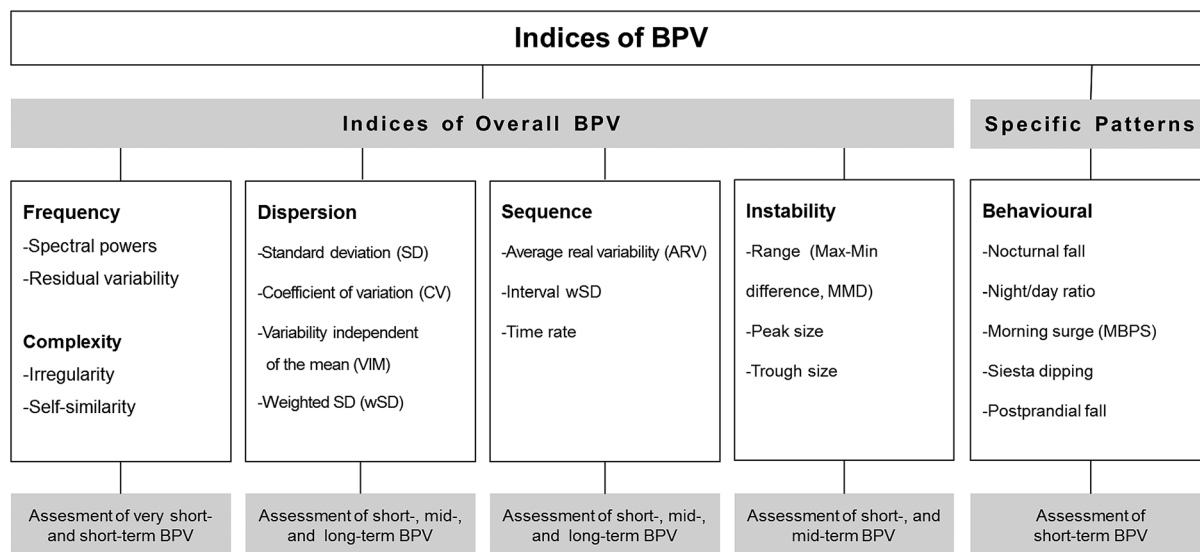 Indices of BPV
Indices of Overall BPV
Specific Patterns
Frequency
-Spectral powers
-Residual variability
Complexity
-Irregularity
-Self-similarity
Dispersion
-Standard deviation (SD)
-Coefficient of variation (CV)
-Variability independent
of the mean (VIM)
-Weighted SD (wSD)
Sequence
-Average real variability (ARV)
-Interval wSD
-Time rate
Instability
-Range (Max-Min
difference, MMD)
-Peak size
-Trough size
Behavioural
-Nocturnal fall
-Night/day ratio
-Morning surge (MBPS)
-Siesta dipping
-Postprandial fall
Assesment of very short-
and short-term BPV
Assessment of short-, mid-,
and long-term BPV
Assessment of short-, mid-,
and long-term BPV
Assessment of short-, and
mid-term BPV
Assessment of
short-term BPV